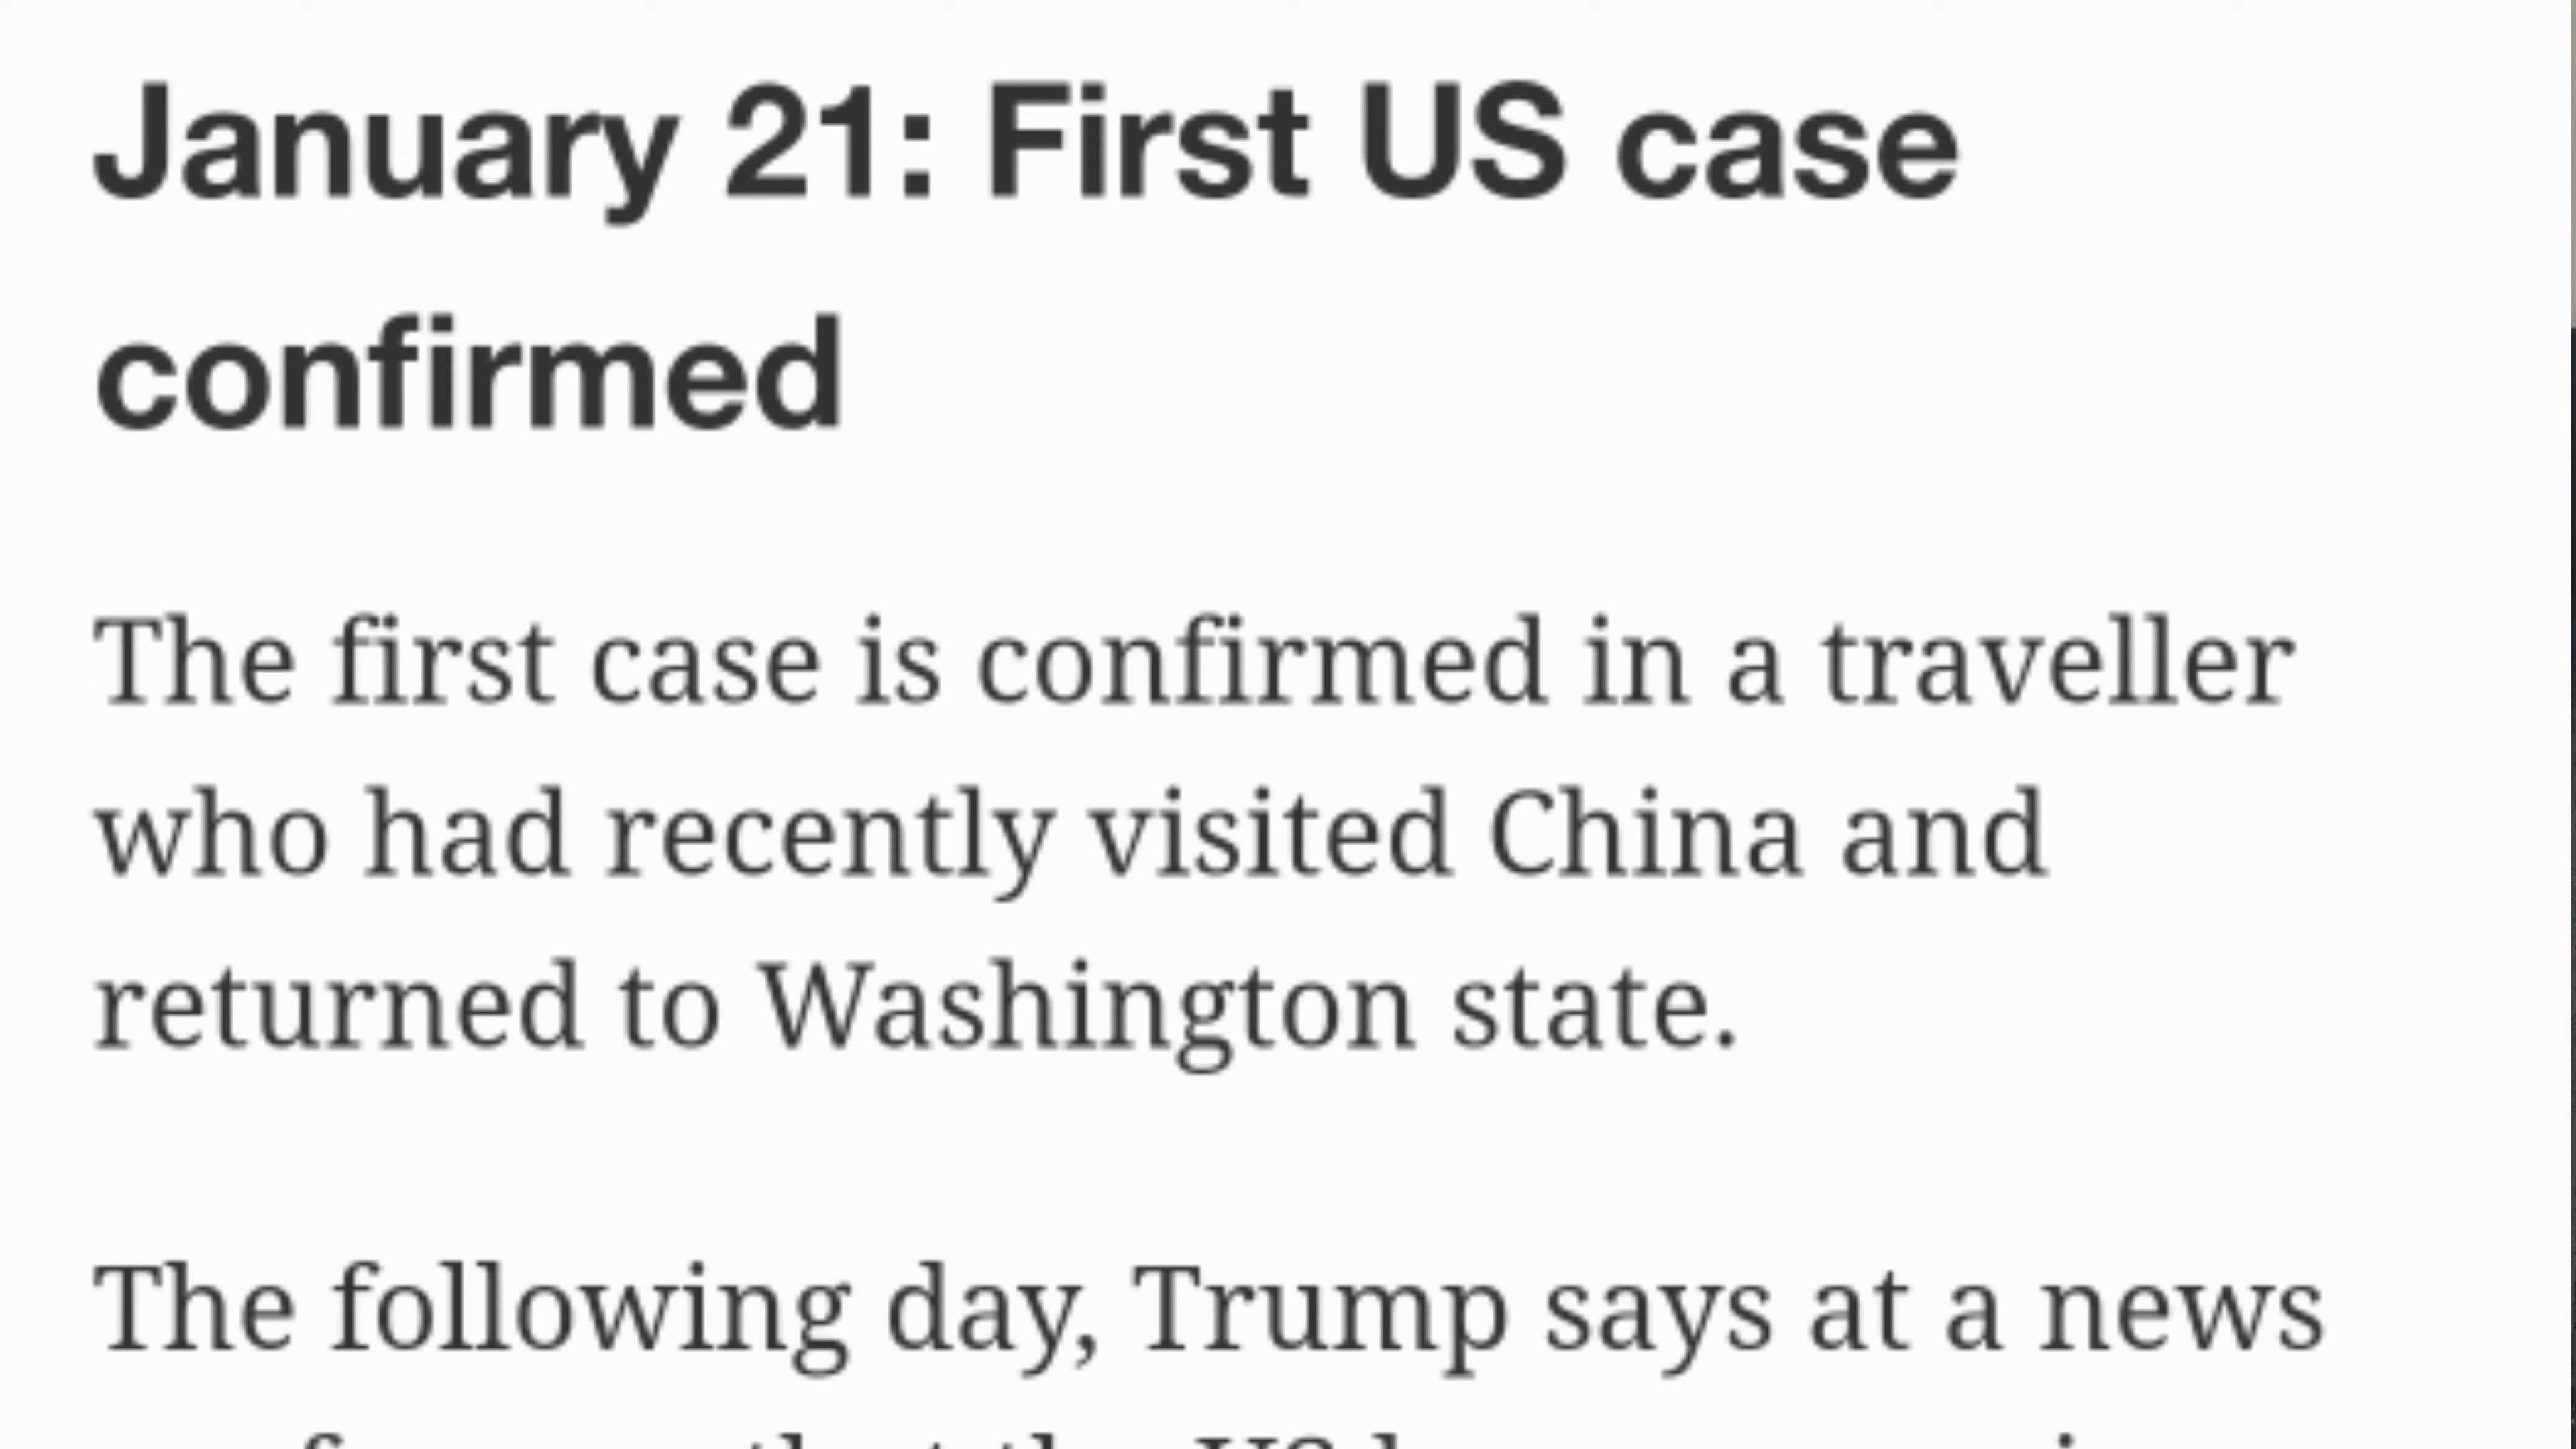 January 21: First US case
confirmed
The first case is confirmed in a traveller
who had recently visited China and
returned to Washington state.
The following day, Trump says at a news